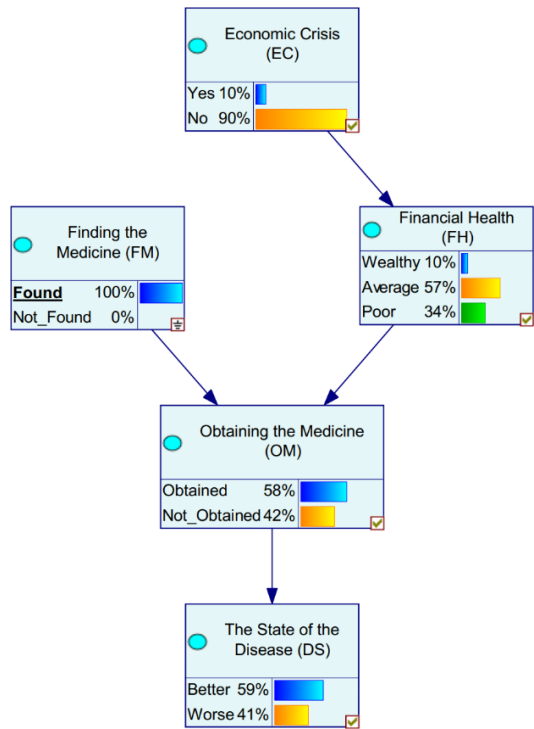 Economic Crisis
(EC)
Yes 10%
No 90%
Finding the
Medicine (FM)
Found 100%
Not_Found 0%
Financial Health
(FH)
Wealthy 10%
Average 57%
Poor 34%
Obtaining the Medicine
(OM)
Obtained 58%
Not_Obtained 42%
The State of the
Disease (DS)
Better 59%
Worse 41%